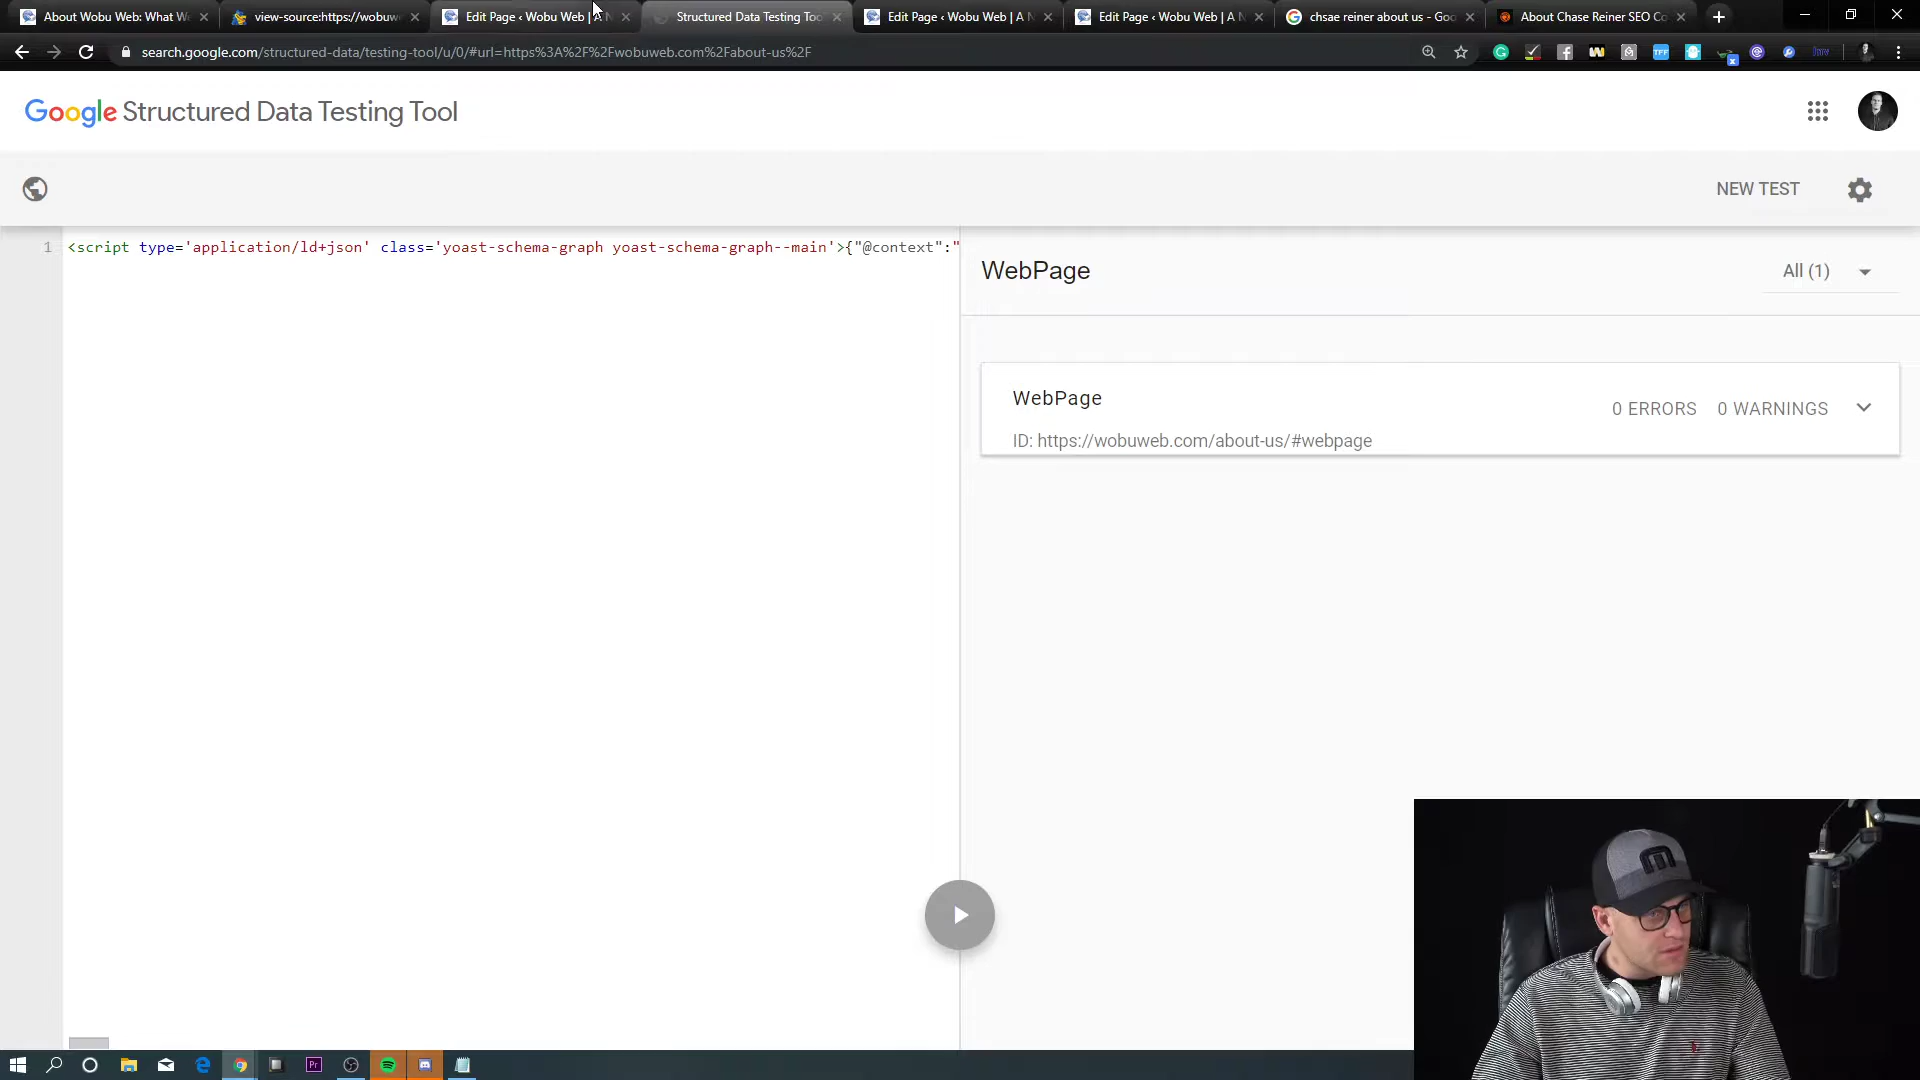 About Wobu Web: What We
view-source:https://wobuwe
Edit Page ‹ Wobu Web | A N
Structured Data Testing Too
Edit Page ‹ Wobu Web | A N
Edit Page ‹ Wobu Web | A N
chsae reiner about us - Goo
About Chase Reiner SEO Co
search.google.com/structured-data/testing-tool/u/0/#url=https%3A%2F%2Fwobuweb.com%2Fabout-us%2F
Google Structured Data Testing Tool
NEW TEST
1 <script type='application/ld+json' class='yoast-schema-graph yoast-schema-graph--main'>{"@context":"
WebPage
All (1)
WebPage
0 ERRORS 0 WARNINGS
ID: https://wobuweb.com/about-us/#webpage